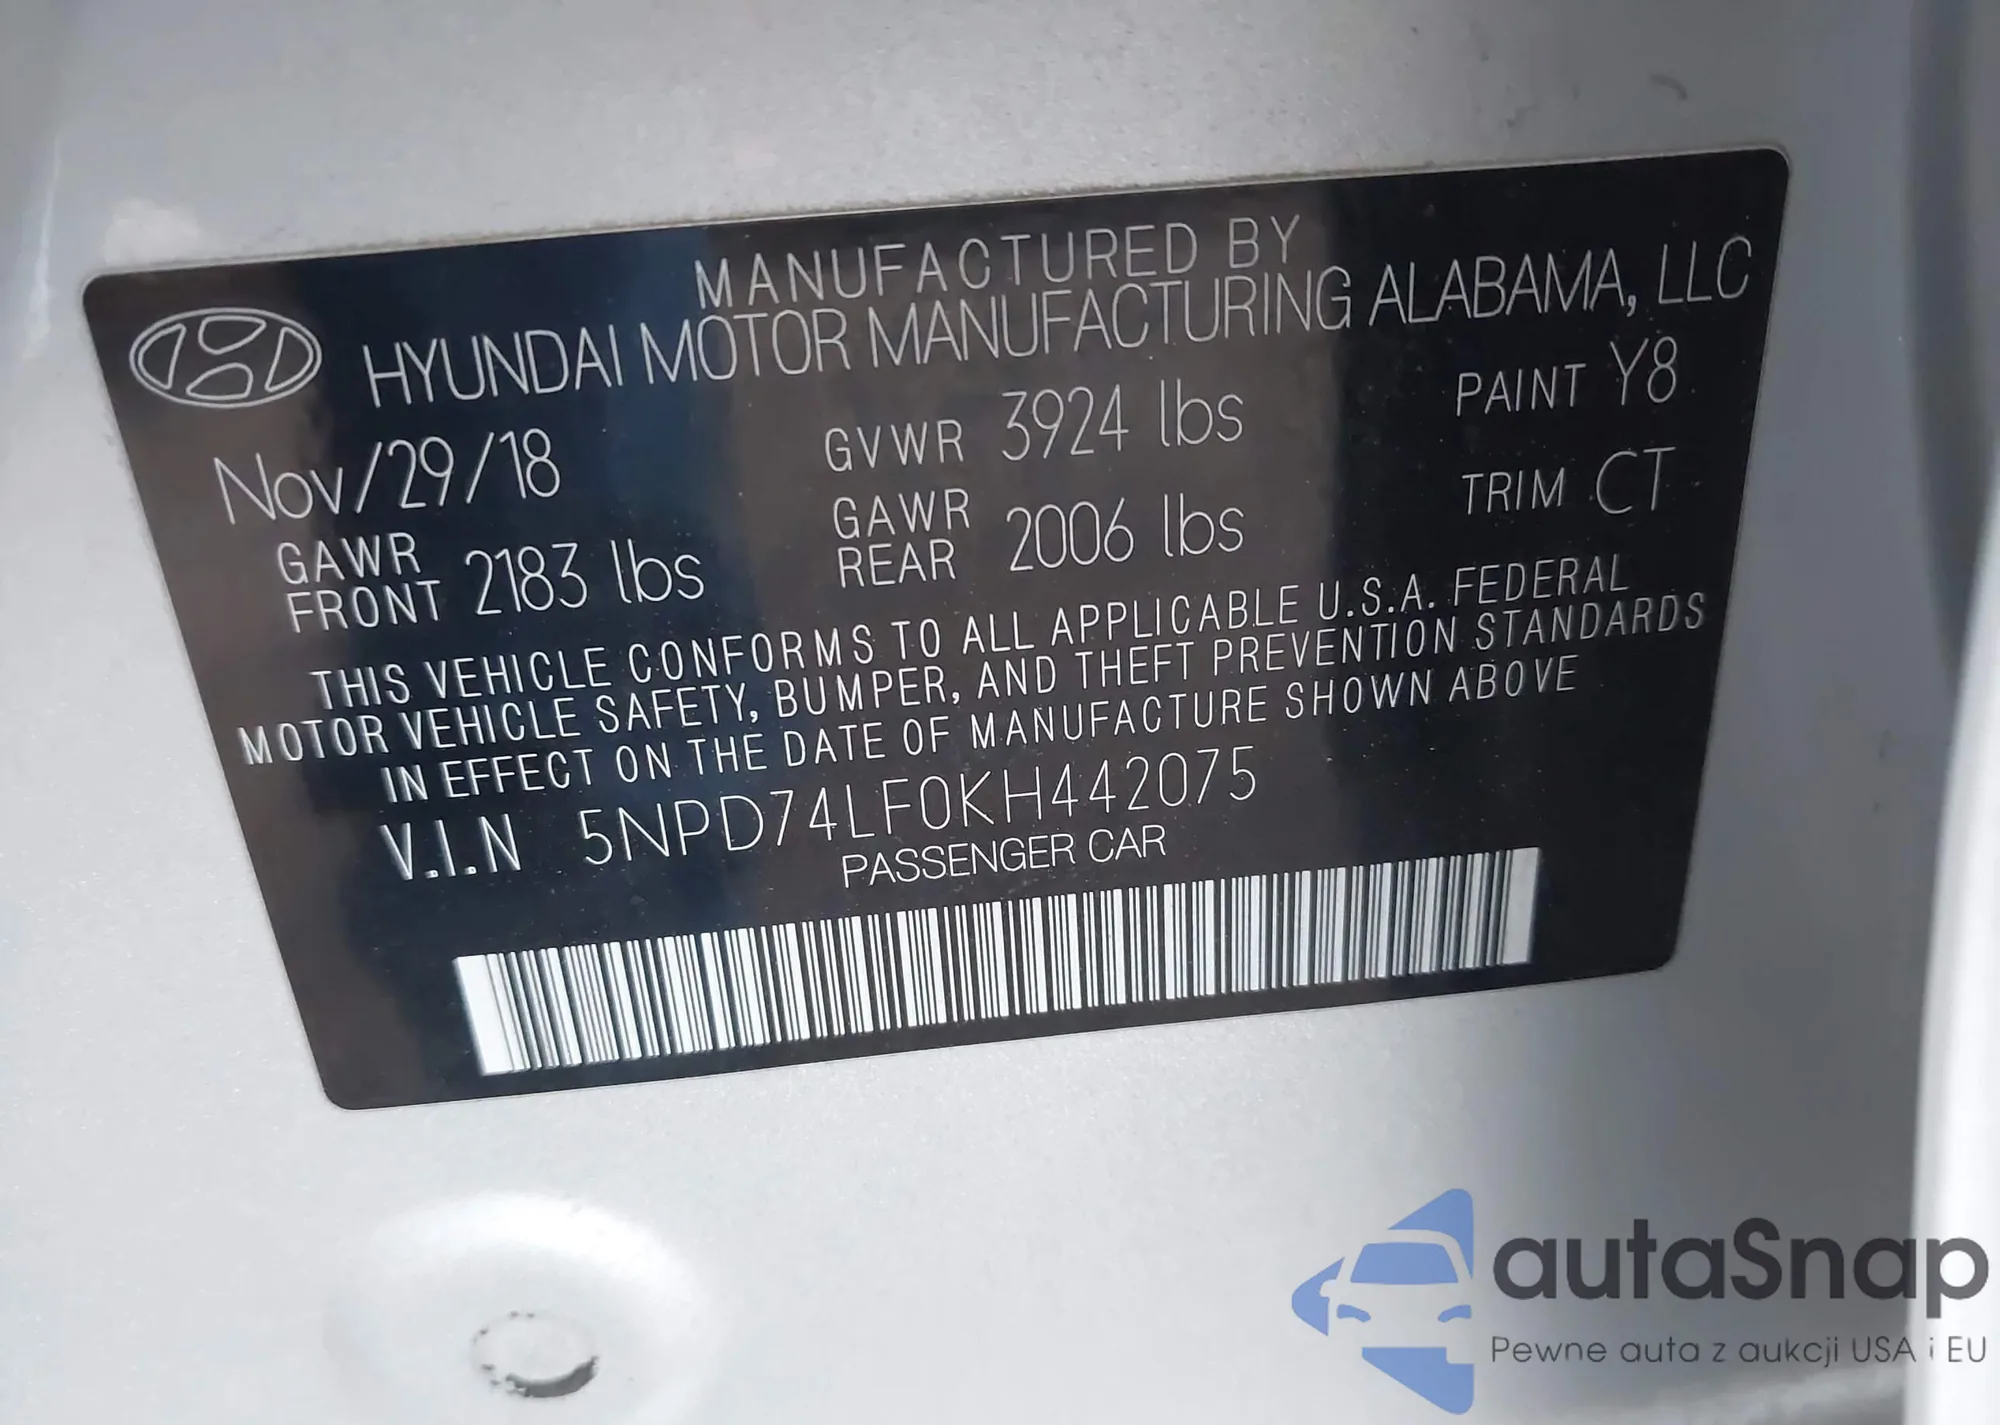 MANUFACTURED BY
HYUNDAI MOTOR MANUFACTURING ALABAMA, LLC
Nov/29/18 GVWR 3924 lbs PAINT Y8
GAWR FRONT 2183 lbs GAWR REAR 2006 lbs TRIM CT
THIS VEHICLE CONFORMS TO ALL APPLICABLE U.S.A. FEDERAL
MOTOR VEHICLE SAFETY, BUMPER, AND THEFT PREVENTION STANDARDS
IN EFFECT ON THE DATE OF MANUFACTURE SHOWN ABOVE
V.I.N 5NPD74LF0KH442075
PASSENGER CAR
autaSnap
Pewne auta z aukcji USA i EU